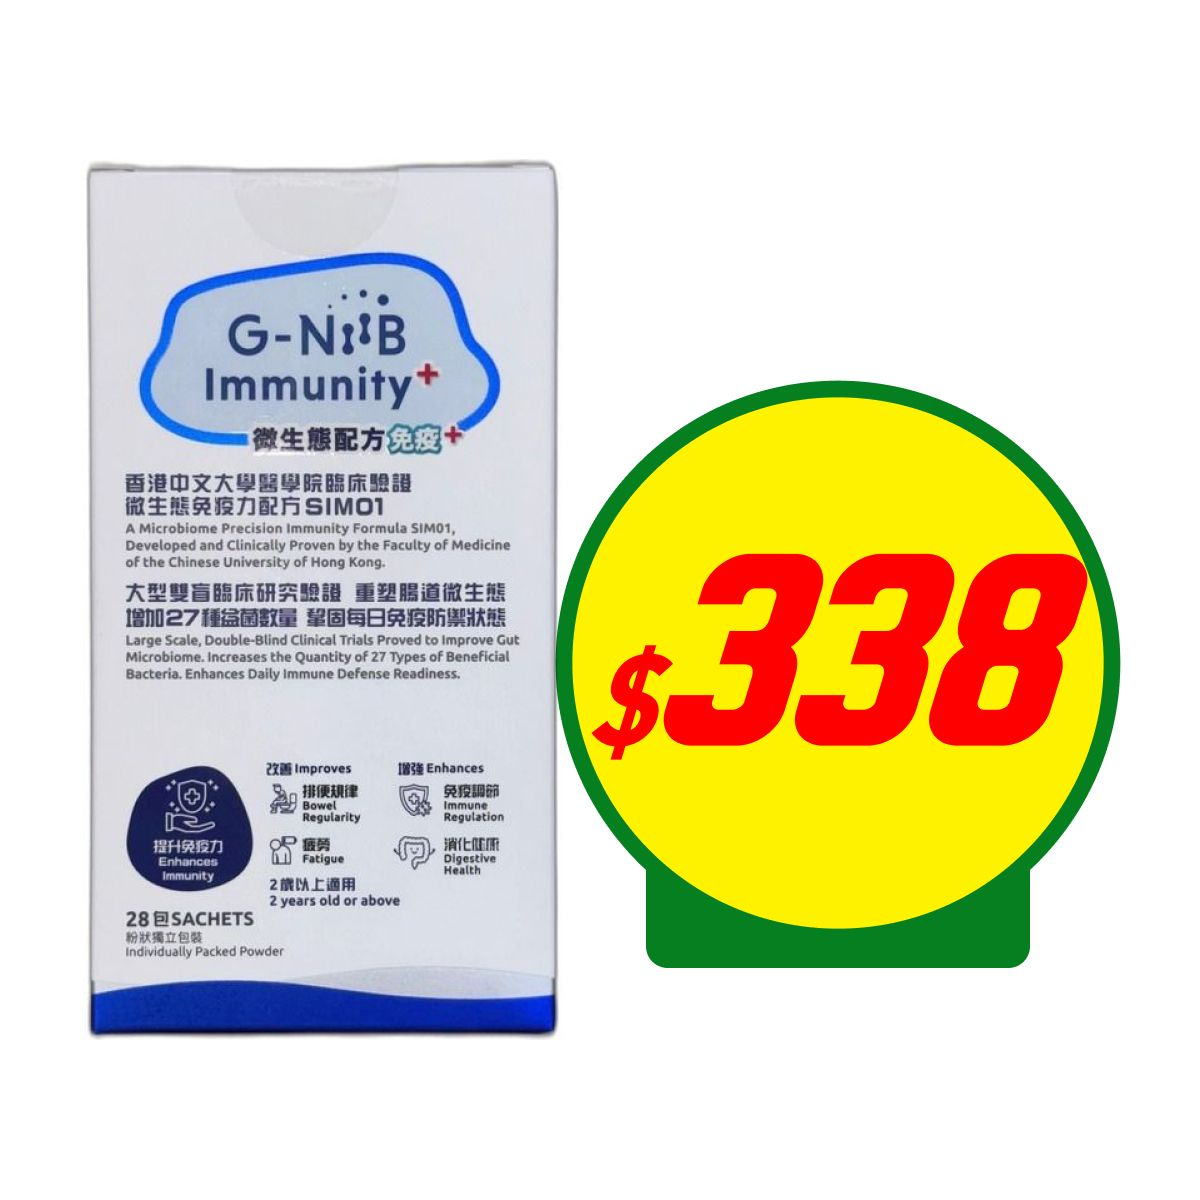 G-NiiB
Immunity+
微生態配方免疫+
香港中文大學醫學院臨床驗證
微生態免疫力配方SIM01
A Microbiome Precision Immunity Formula SIM01,
Developed and Clinically Proven by the Faculty of Medicine
of the Chinese University of Hong Kong.
大型雙盲臨床研究驗證 重塑腸道微生態
增加27種益菌數量 鞏固每日免疫防禦狀態
Large Scale, Double-Blind Clinical Trials Proved to Improve Gut
Microbiome. Increases the Quantity of 27 Types of Beneficial
Bacteria. Enhances Daily Immune Defense Readiness.
提升免疫力
Enhances
Immunity
改善 Improves
排便規律
Bowel
Regularity
疲勞
Fatigue
增強 Enhances
免疫調節
Immune
Regulation
消化健康
Digestive
Health
2歲以上適用
2 years old or above
28包SACHETS
粉狀獨立包裝
Individually Packed Powder
$338